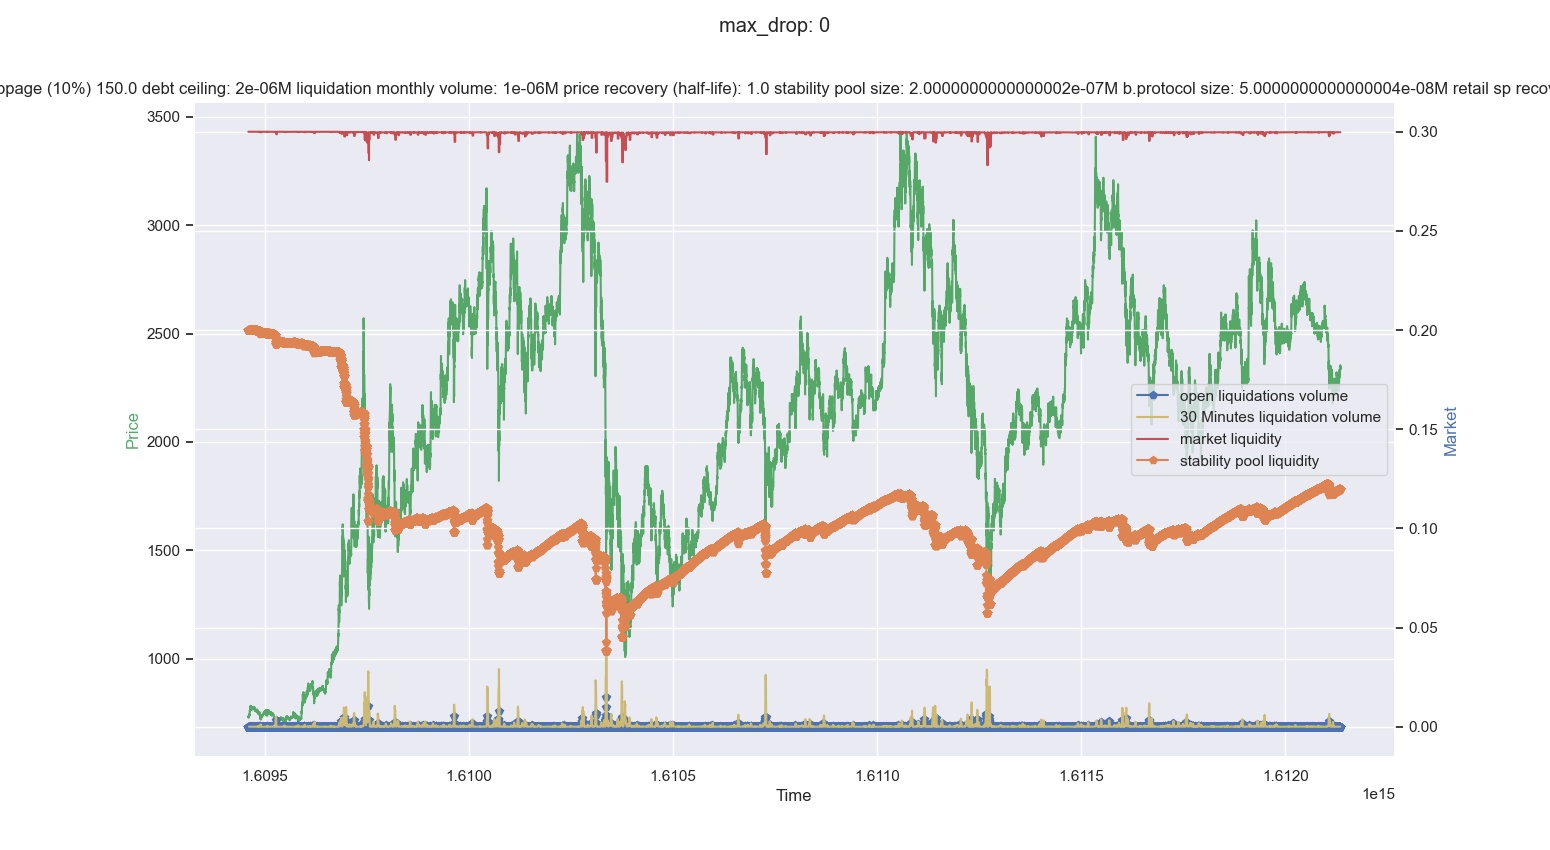 max_drop: 0
(10%) 150.0 debt ceiling: 2e-06M liquidation monthly volume: 1e-06M price recovery (half-life): 1.0 stability pool size: 2.0000000000000002e-07M b.protocol size: 5.0000000000000004e-08M retail sp
3500
3000
2500
2000
1500
1000
Price
0.30
0.25
0.20
0.15
0.10
0.05
0.00
Market
open liquidations volume
30 Minutes liquidation volume
market liquidity
stability pool liquidity
1.6095
1.6100
1.6105
1.6110
1.6115
1.6120
Time
1e15